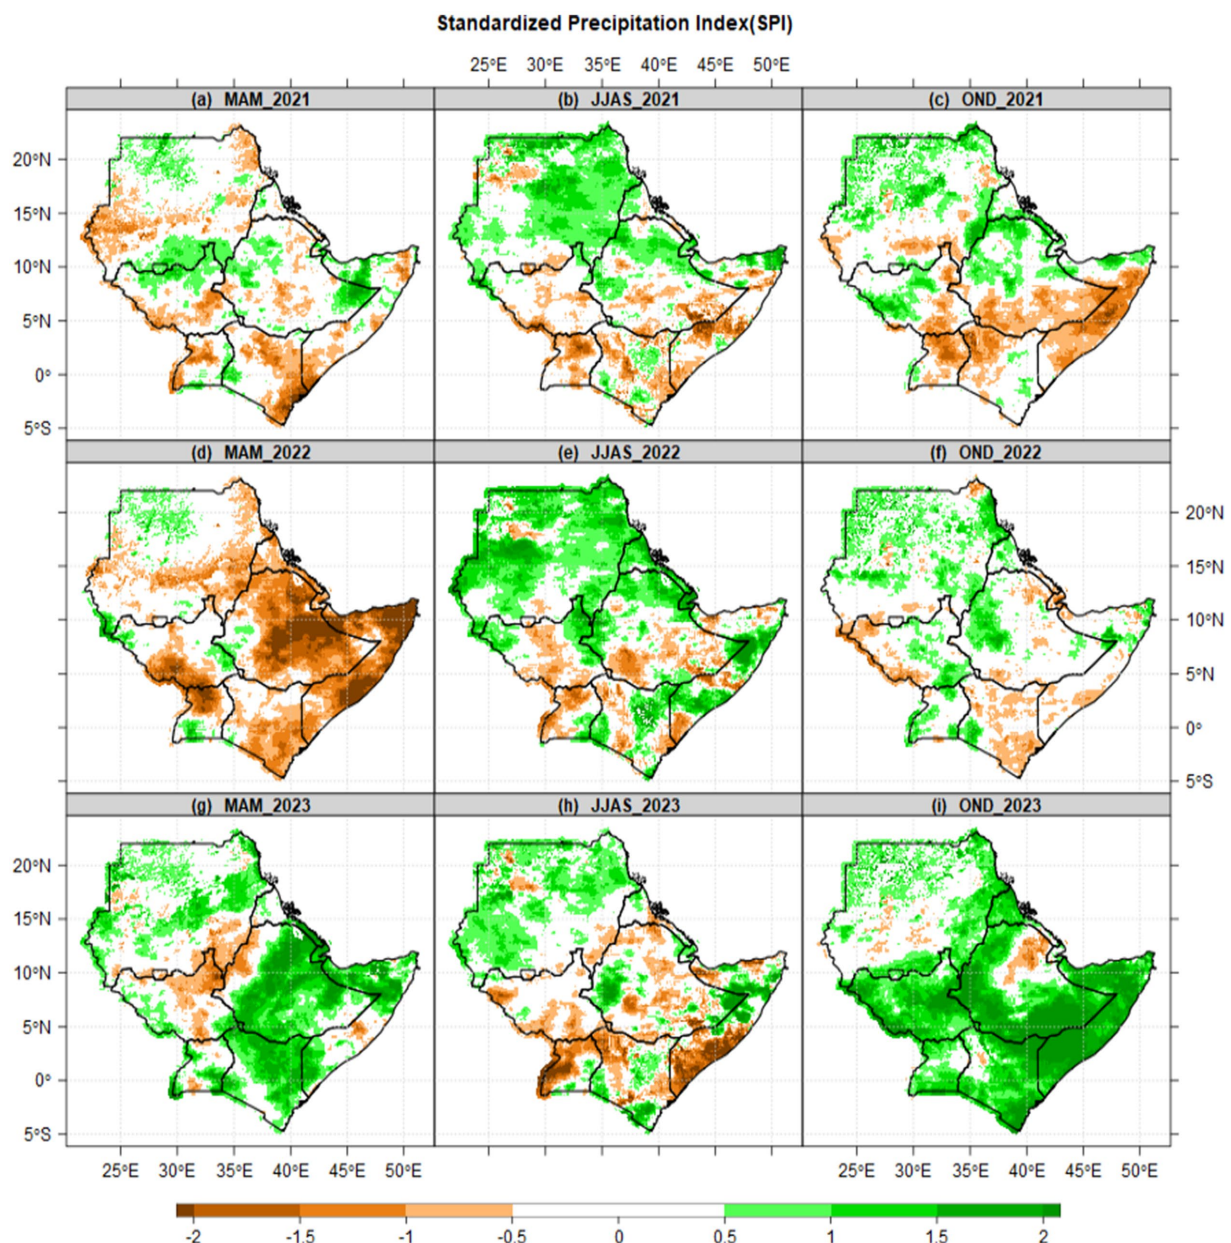 Standardized Precipitation Index(SPI)
25°E 30°E 35°E 40°E 45°E 50°E
(a) MAM_2021 (b) JJAS_2021 (c) OND_2021
20°N
15°N
10°N
5°N
0°
5°S
(d) MAM_2022 (e) JJAS_2022 (f) OND_2022
20°N
15°N
10°N
5°N
0°
5°S
(g) MAM_2023 (h) JJAS_2023 (i) OND_2023
20°N
15°N
10°N
5°N
0°
5°S
25°E 30°E 35°E 40°E 45°E 50°E 25°E 30°E 35°E 40°E 45°E 50°E
-2 -1.5 -1 -0.5 0 0.5 1 1.5 2